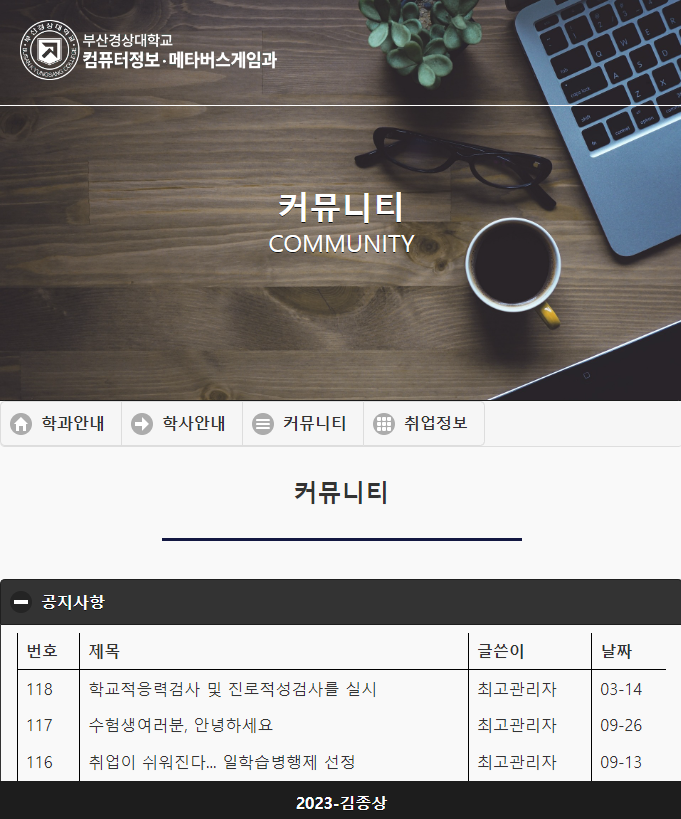 부산경상대학교
컴퓨터정보·메타버스게임과
커뮤니티
COMMUNITY
학과안내 학사안내 커뮤니티 취업정보
커뮤니티
공지사항
번호 제목 글쓴이 날짜
118 학교적응력검사 및 진로적성검사를 실시 최고관리자 03-14
117 수험생여러분, 안녕하세요 최고관리자 09-26
116 취업이 쉬워진다... 일학습병행제 선정 최고관리자 09-13
2023-김종상